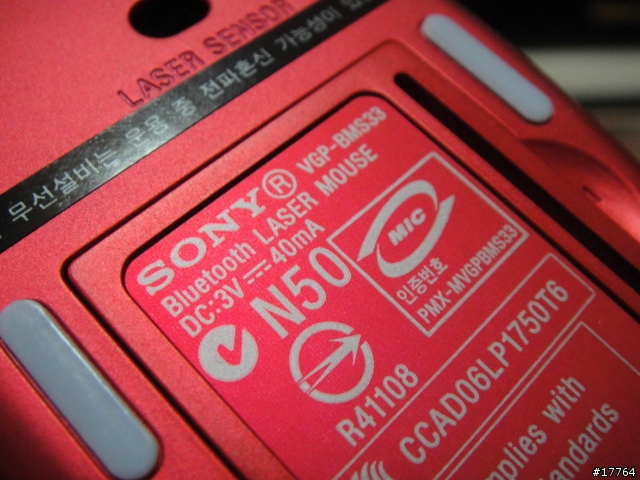 LASER SENSOR
무선설비는 운용 중 전파혼신 가능성이
SONY® VGP-BMS33
Bluetooth LASER MOUSE
DC:3V⎓40mA
N50
MIC
인증번호
PMX-MVGPBMS33
R41108
CCAD06LP1750T6
plies with
andards
#17764